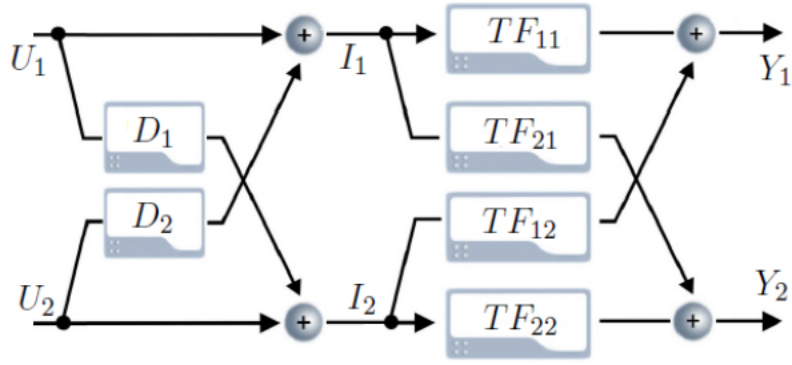 U₁
+
I₁
TF₁₁
+
Y₁
D₁
TF₂₁
D₂
TF₁₂
U₂
+
I₂
TF₂₂
+
Y₂